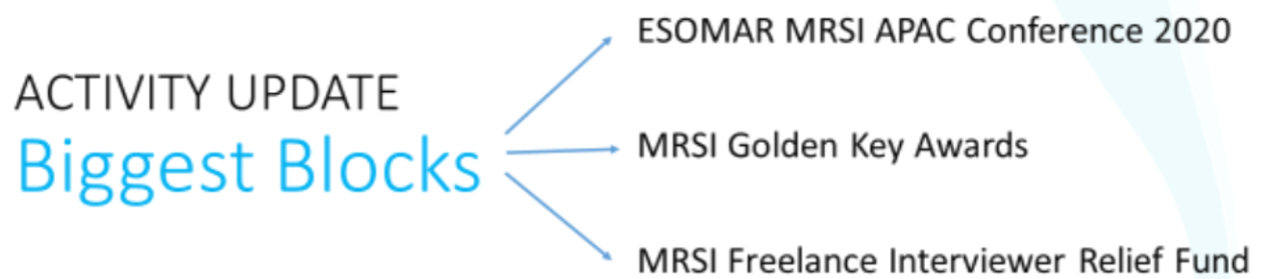 ACTIVITY UPDATE
Biggest Blocks
ESOMAR MRSI APAC Conference 2020
MRSI Golden Key Awards
MRSI Freelance Interviewer Relief Fund